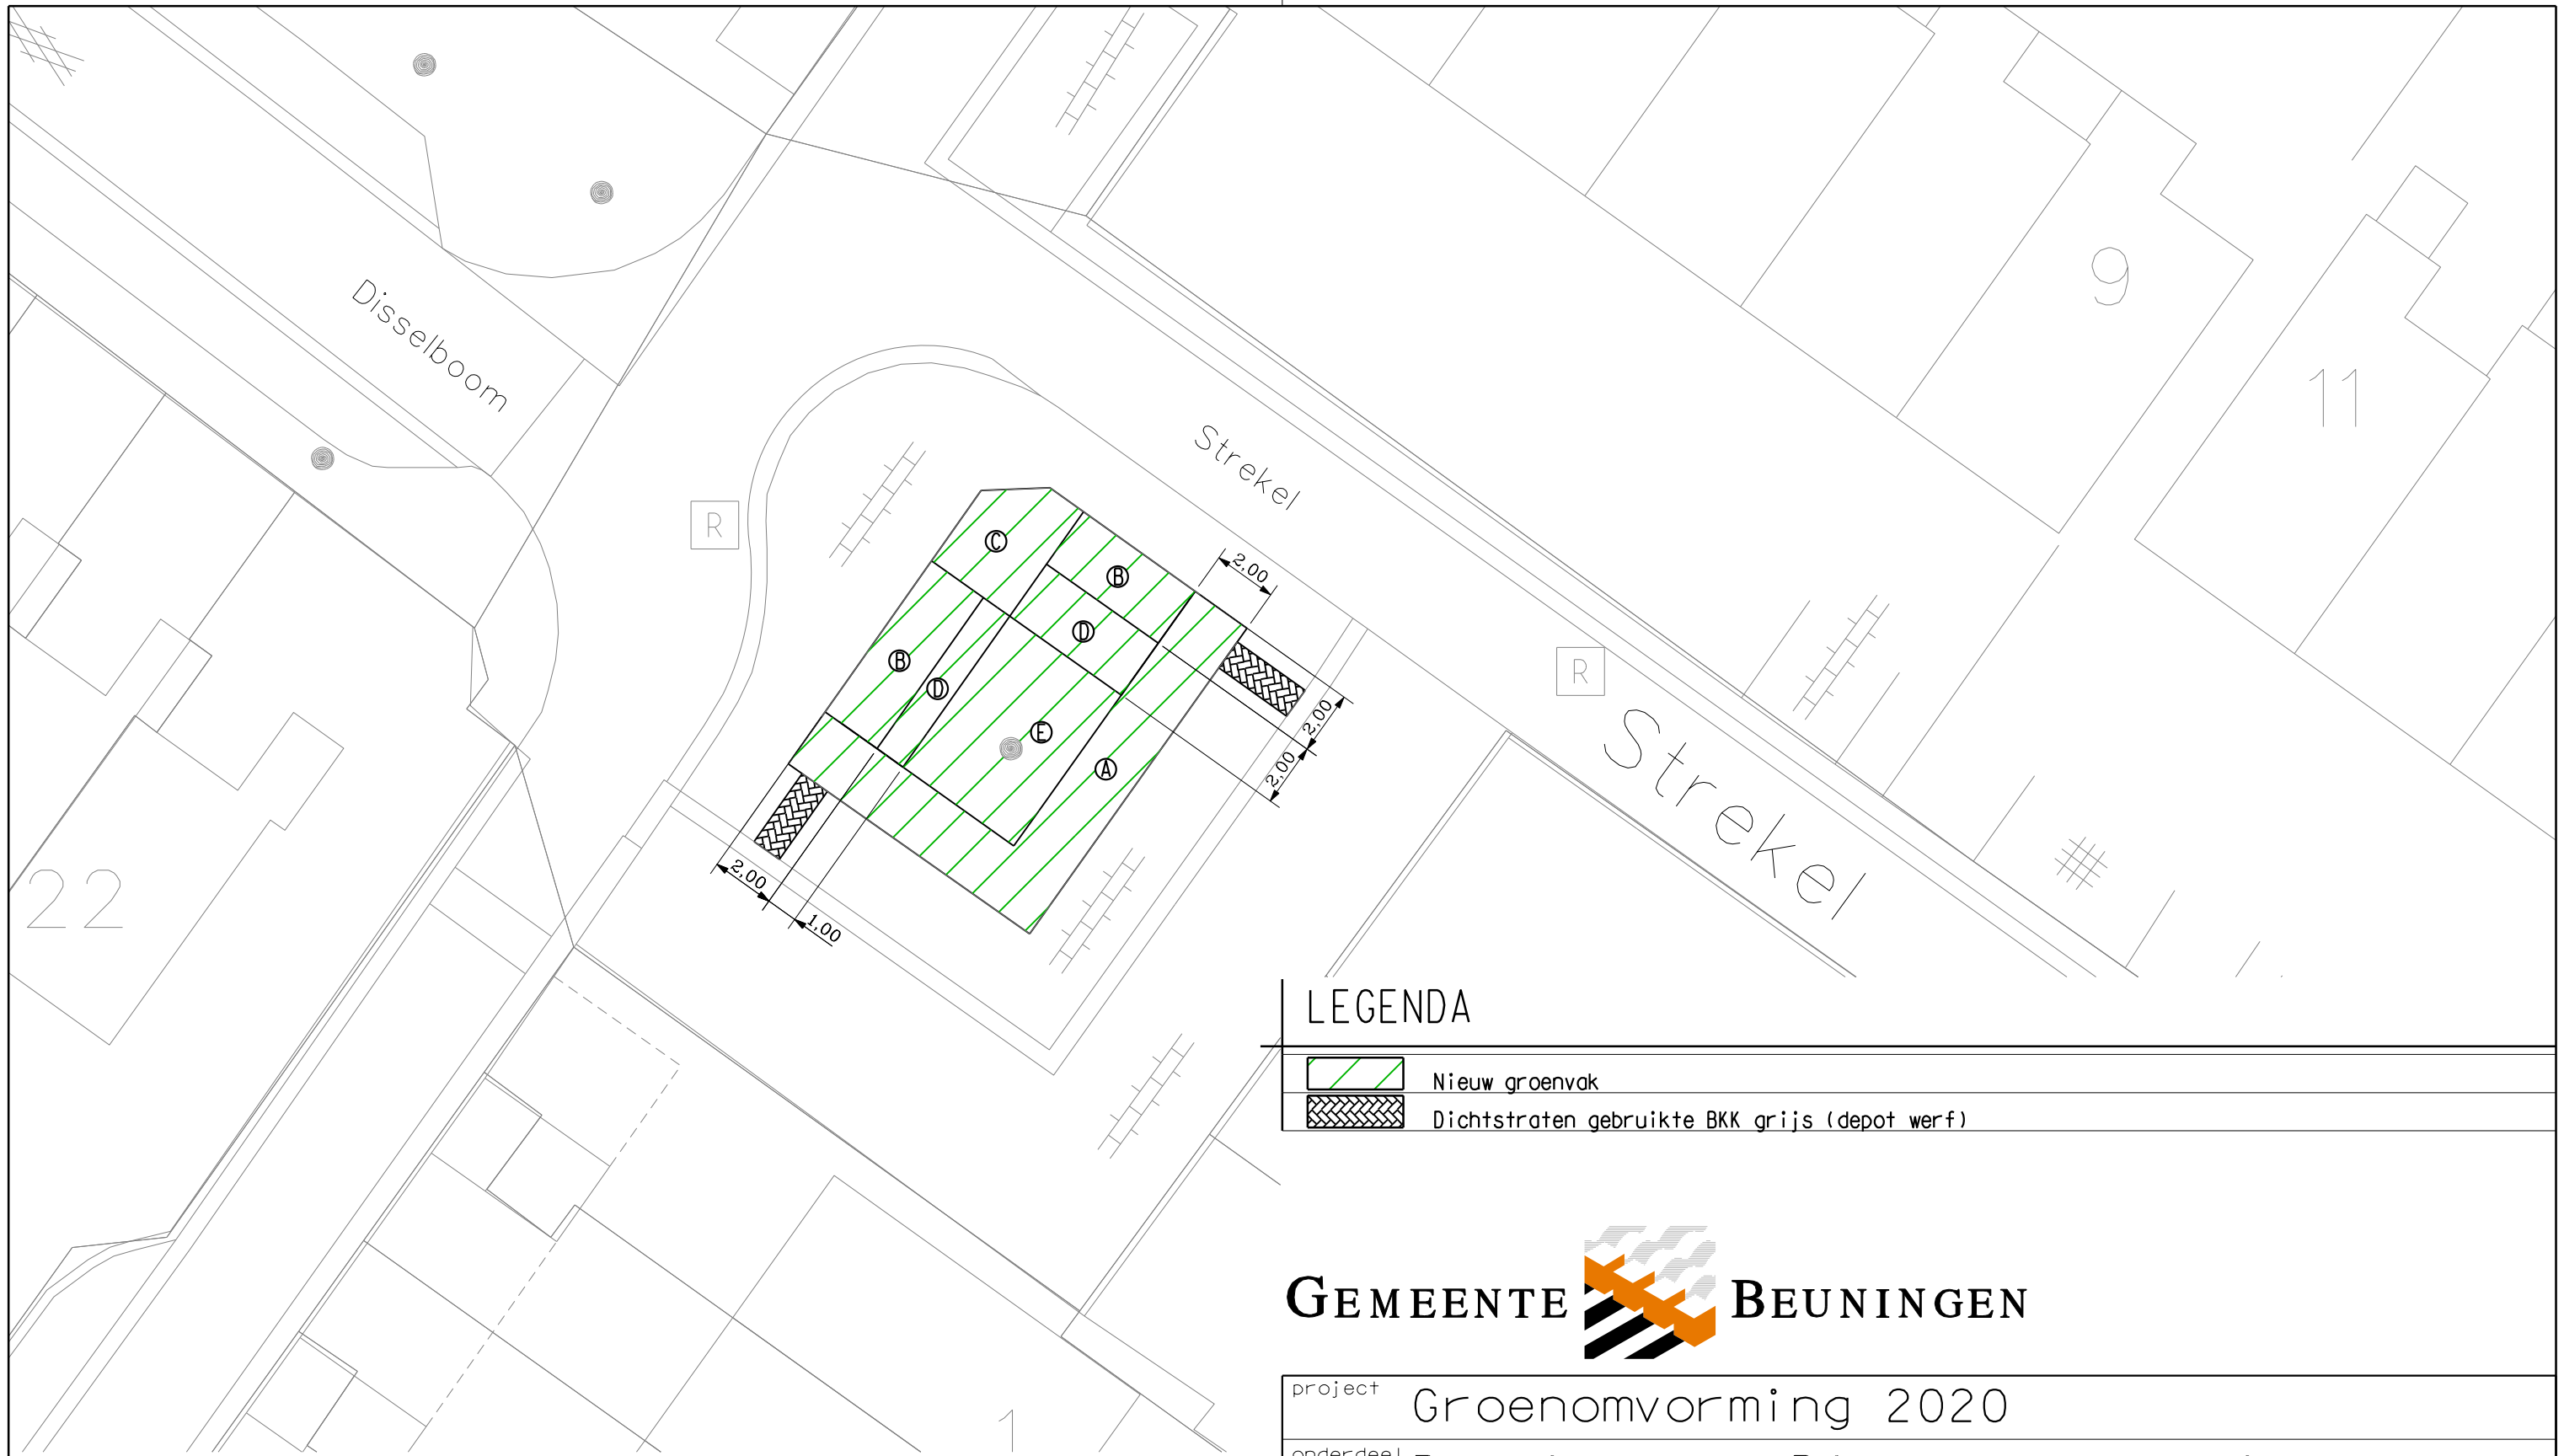 Disselboom
Strekel
9
11
R
C
B
2,00
D
B
D
R
E
A
2,00
2,00
Strekel
22
2,00
1,00
LEGENDA
Nieuw groenvak
Dichtstraten gebruikte BKK grijs (depot werf)
GEMEENTE BEUNINGEN
project Groenomvorming 2020
1
onderdeel